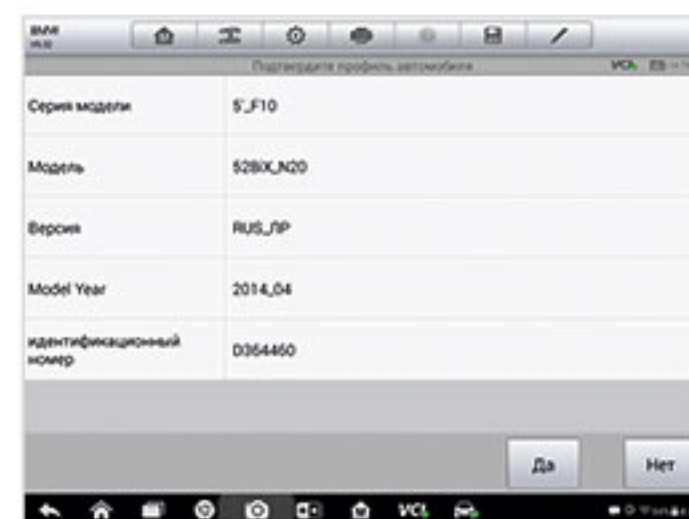 BMW
Подтвердите профиль автомобиля
VCI
Серия модели 5'_F10
Модель 528iX_N20
Версия RUS_ЛР
Model Year 2014_04
идентификационный
номер D364460
Да Нет
VCI